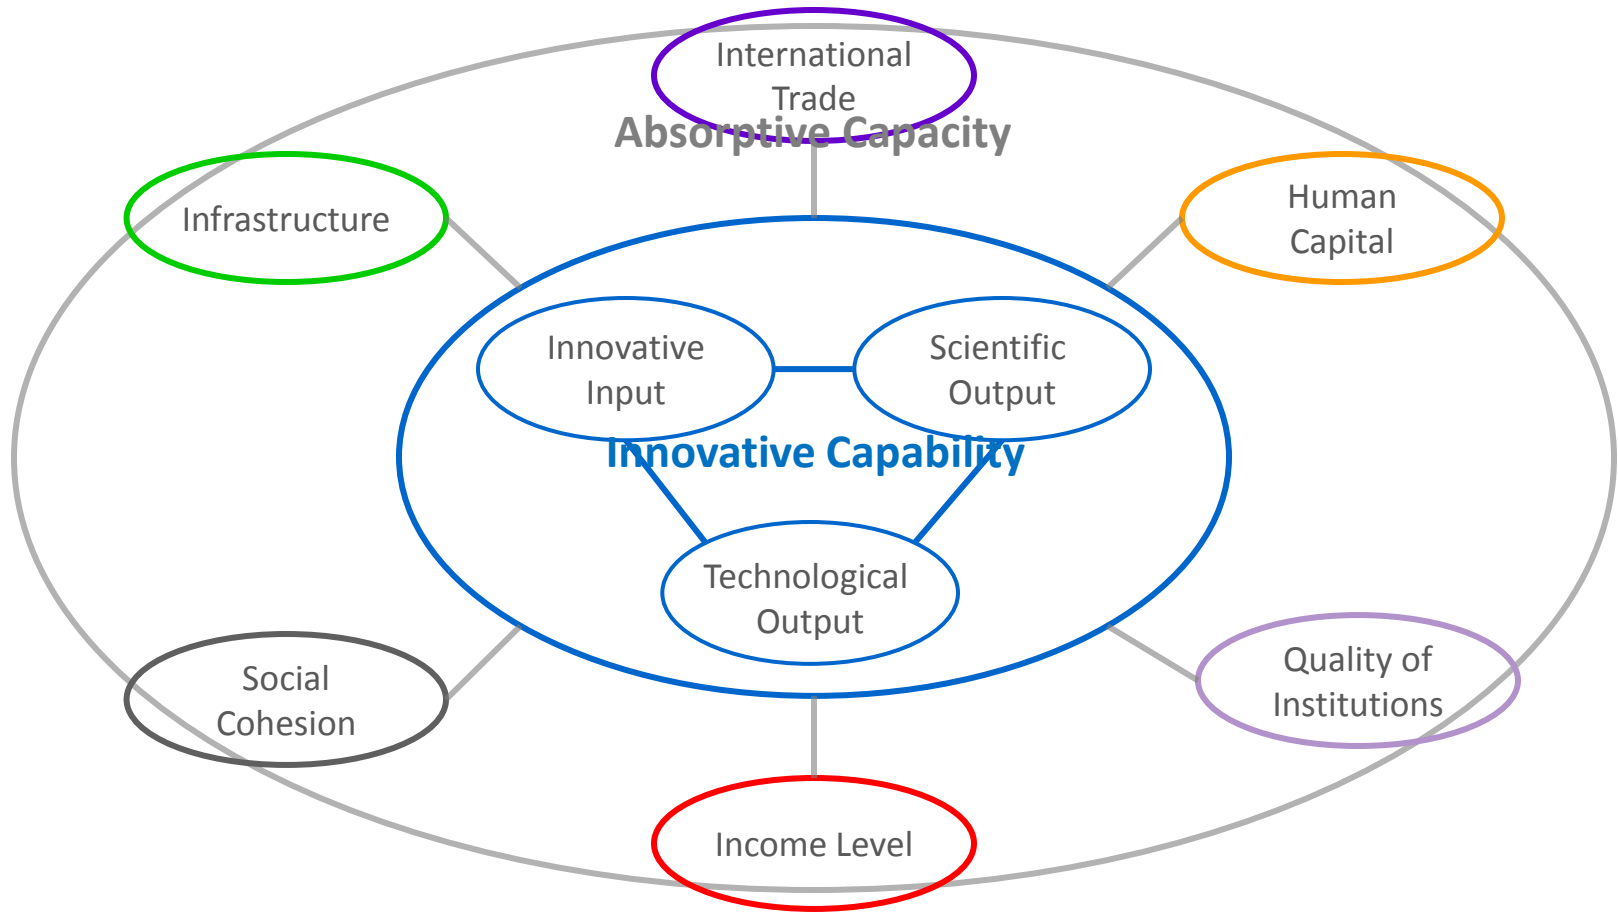 International
Trade
Absorptive Capacity
Infrastructure
Human
Capital
Innovative
Input
Scientific
Output
Innovative Capability
Technological
Output
Social
Cohesion
Quality of
Institutions
Income Level